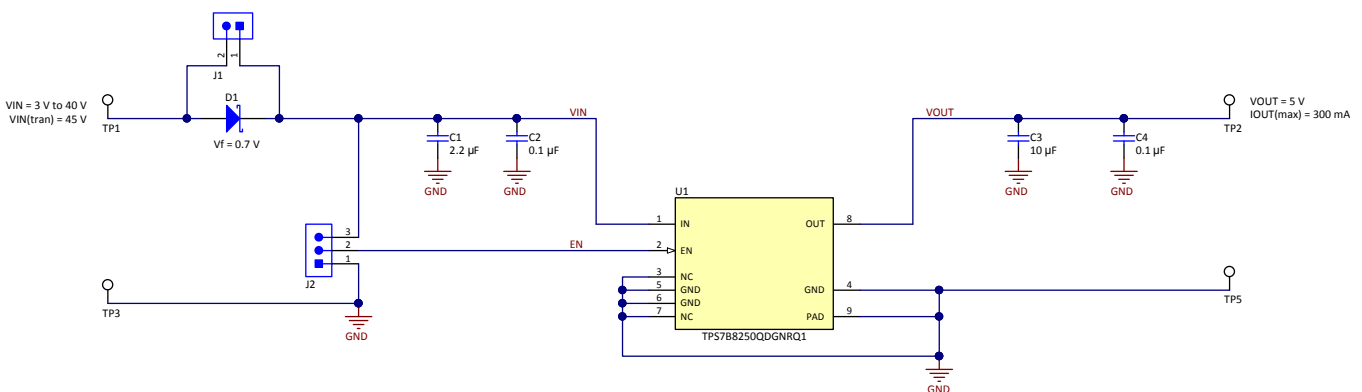 2
1
J1
VIN = 3 V to 40 V
VIN(tran) = 45 V
TP1
D1
Vf = 0.7 V
C1
2.2 µF
GND
C2
0.1 µF
GND
VIN
VOUT
C3
10 µF
GND
C4
0.1 µF
GND
VOUT = 5 V
IOUT(max) = 300 mA
TP2
U1
1 IN
OUT 8
3
2
1
J2
EN
2 EN
3 NC
5 GND
6 GND
7 NC
GND 4
PAD 9
TPS7B8250QDGNRQ1
TP3
GND
TP5
GND